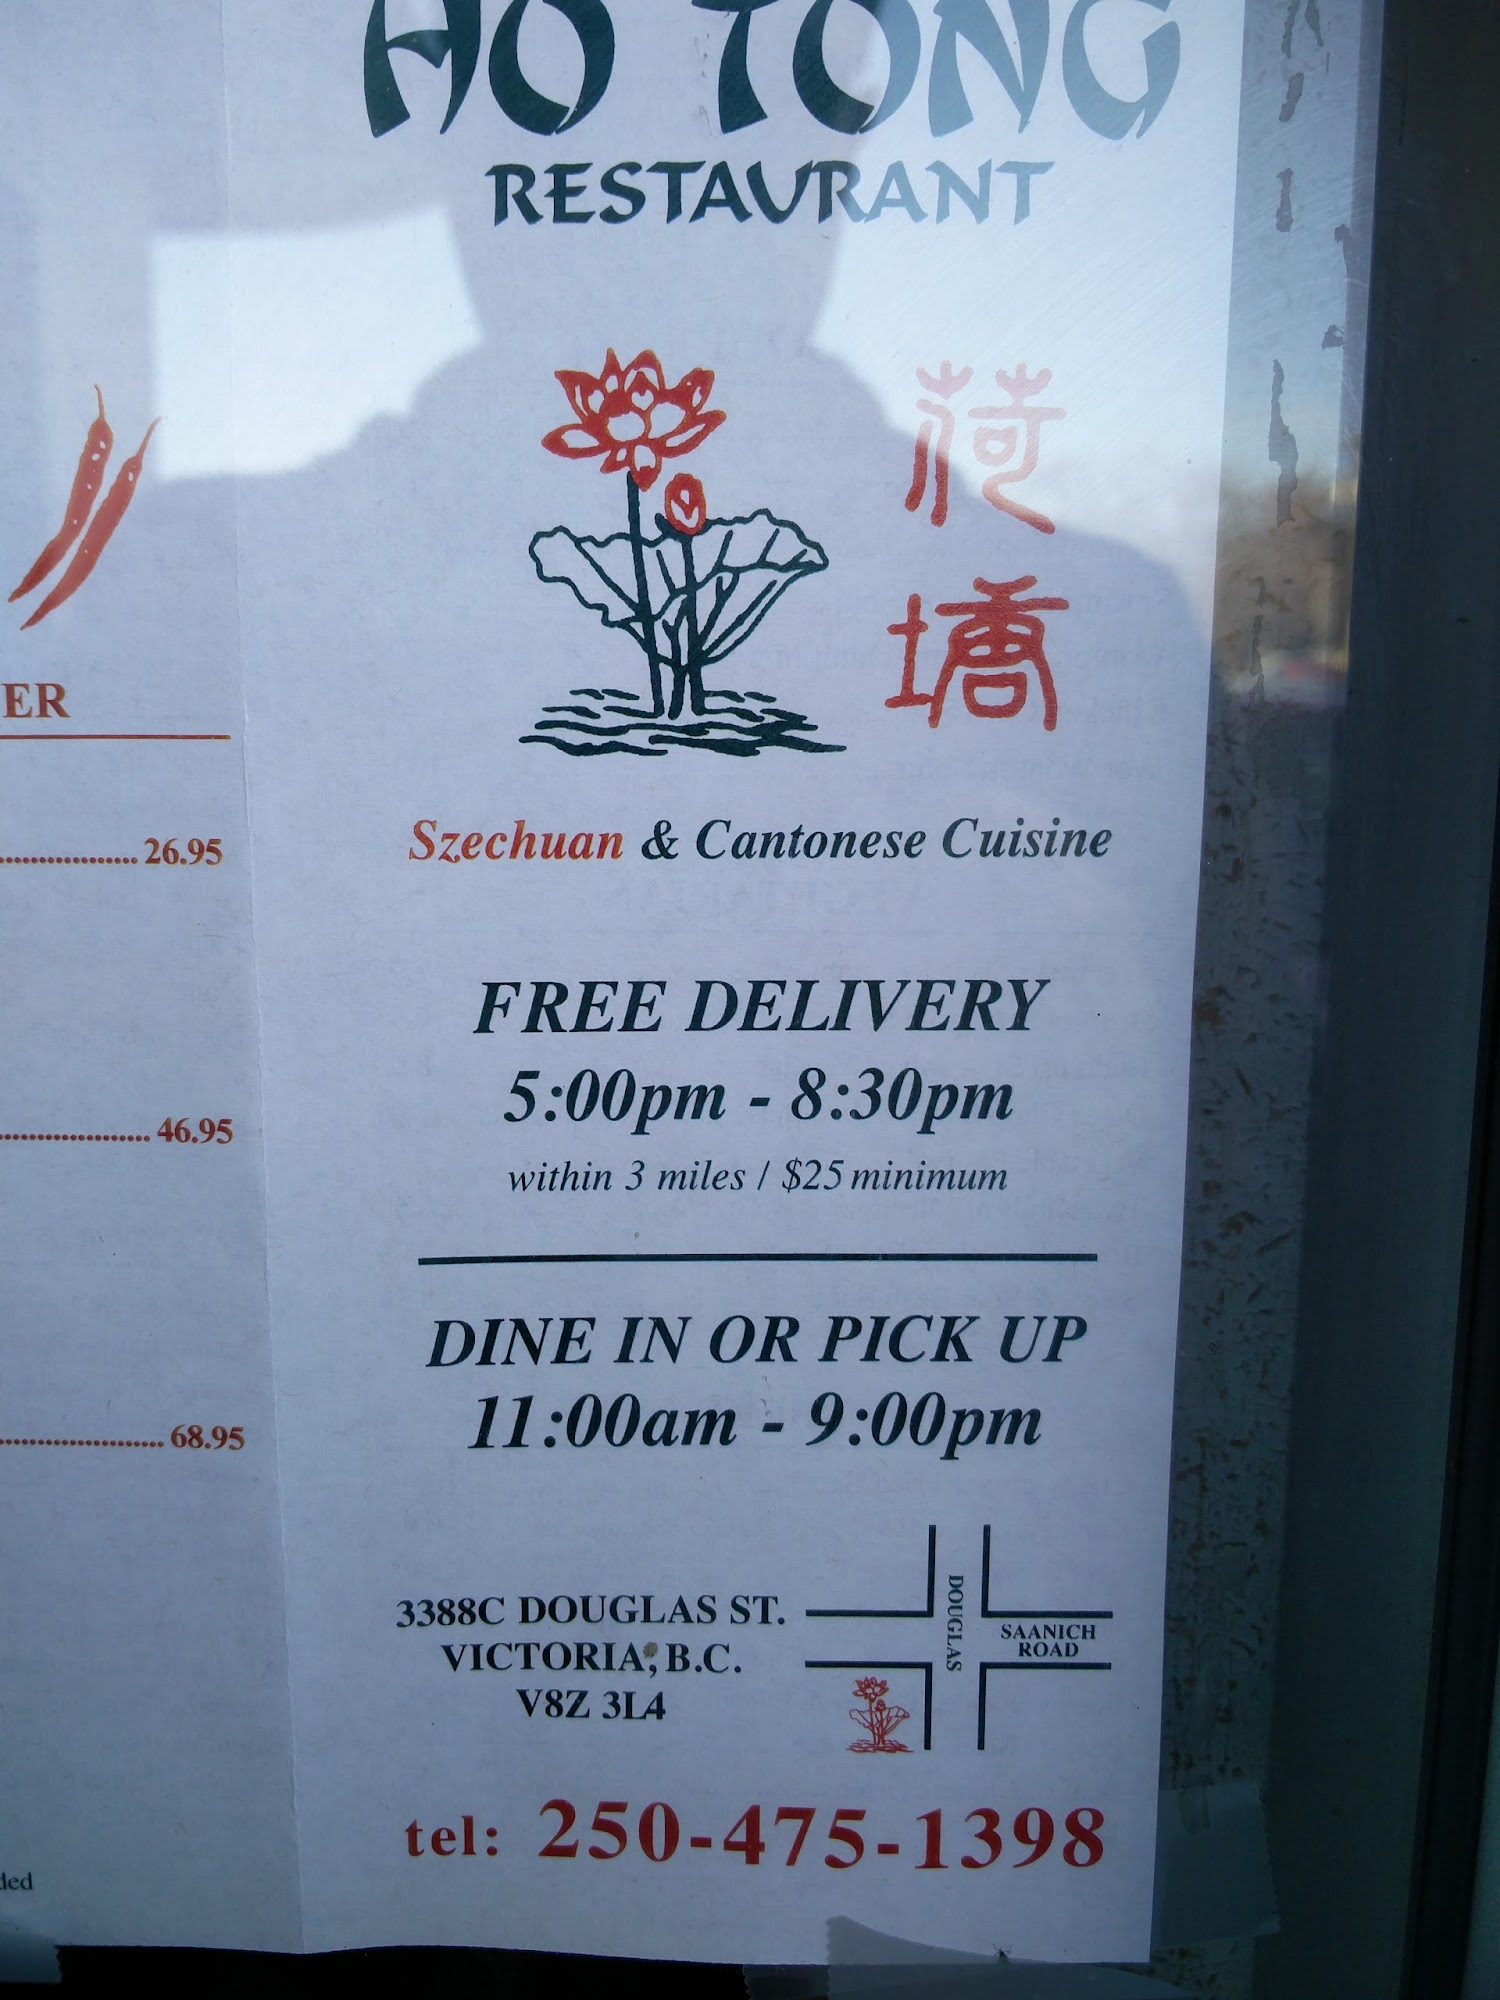 HO TONG
RESTAURANT
荷
塘
Szechuan & Cantonese Cuisine
FREE DELIVERY
5:00pm - 8:30pm
within 3 miles / $25 minimum
DINE IN OR PICK UP
11:00am - 9:00pm
3388C DOUGLAS ST.
VICTORIA, B.C.
V8Z 3L4
DOUGLAS
SAANICH
ROAD
tel: 250-475-1398
ER
26.95
46.95
68.95